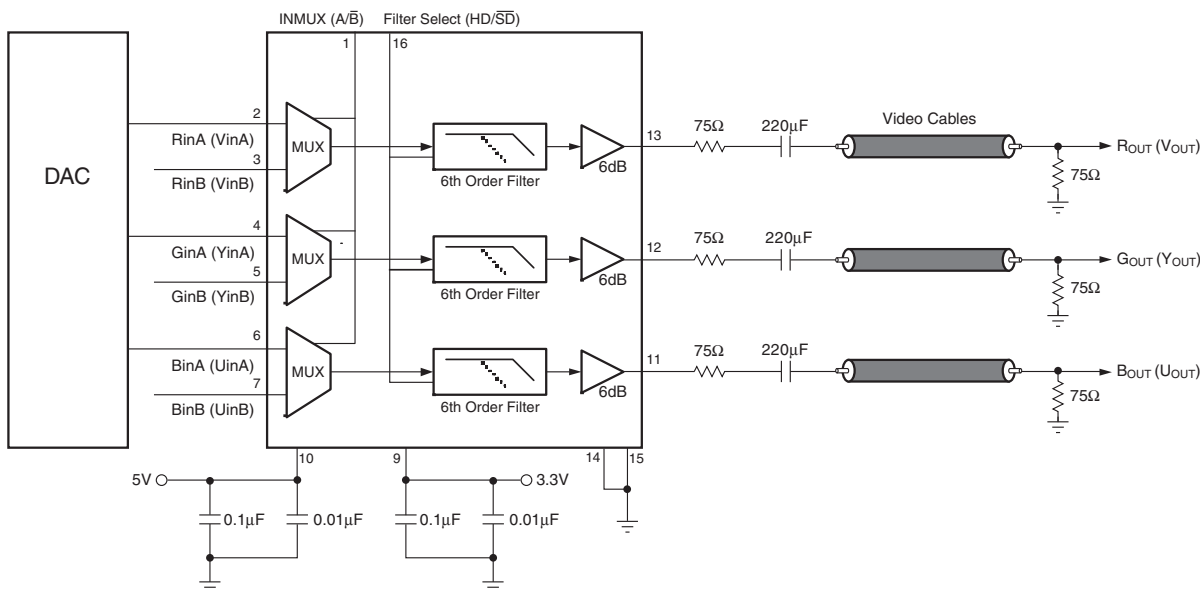 INMUX (A/B̅) Filter Select (HD/S̅D̅)
1 16
DAC
2
RinA (VinA)
3
RinB (VinB)
MUX
6th Order Filter
6dB
13
75Ω
220µF
Video Cables
ROUT (VOUT)
75Ω
4
GinA (YinA)
5
GinB (YinB)
MUX
6th Order Filter
6dB
12
75Ω
220µF
GOUT (YOUT)
75Ω
6
BinA (UinA)
7
BinB (UinB)
MUX
6th Order Filter
6dB
11
75Ω
220µF
BOUT (UOUT)
75Ω
10 9 14 15
5V 3.3V
0.1µF 0.01µF 0.1µF 0.01µF